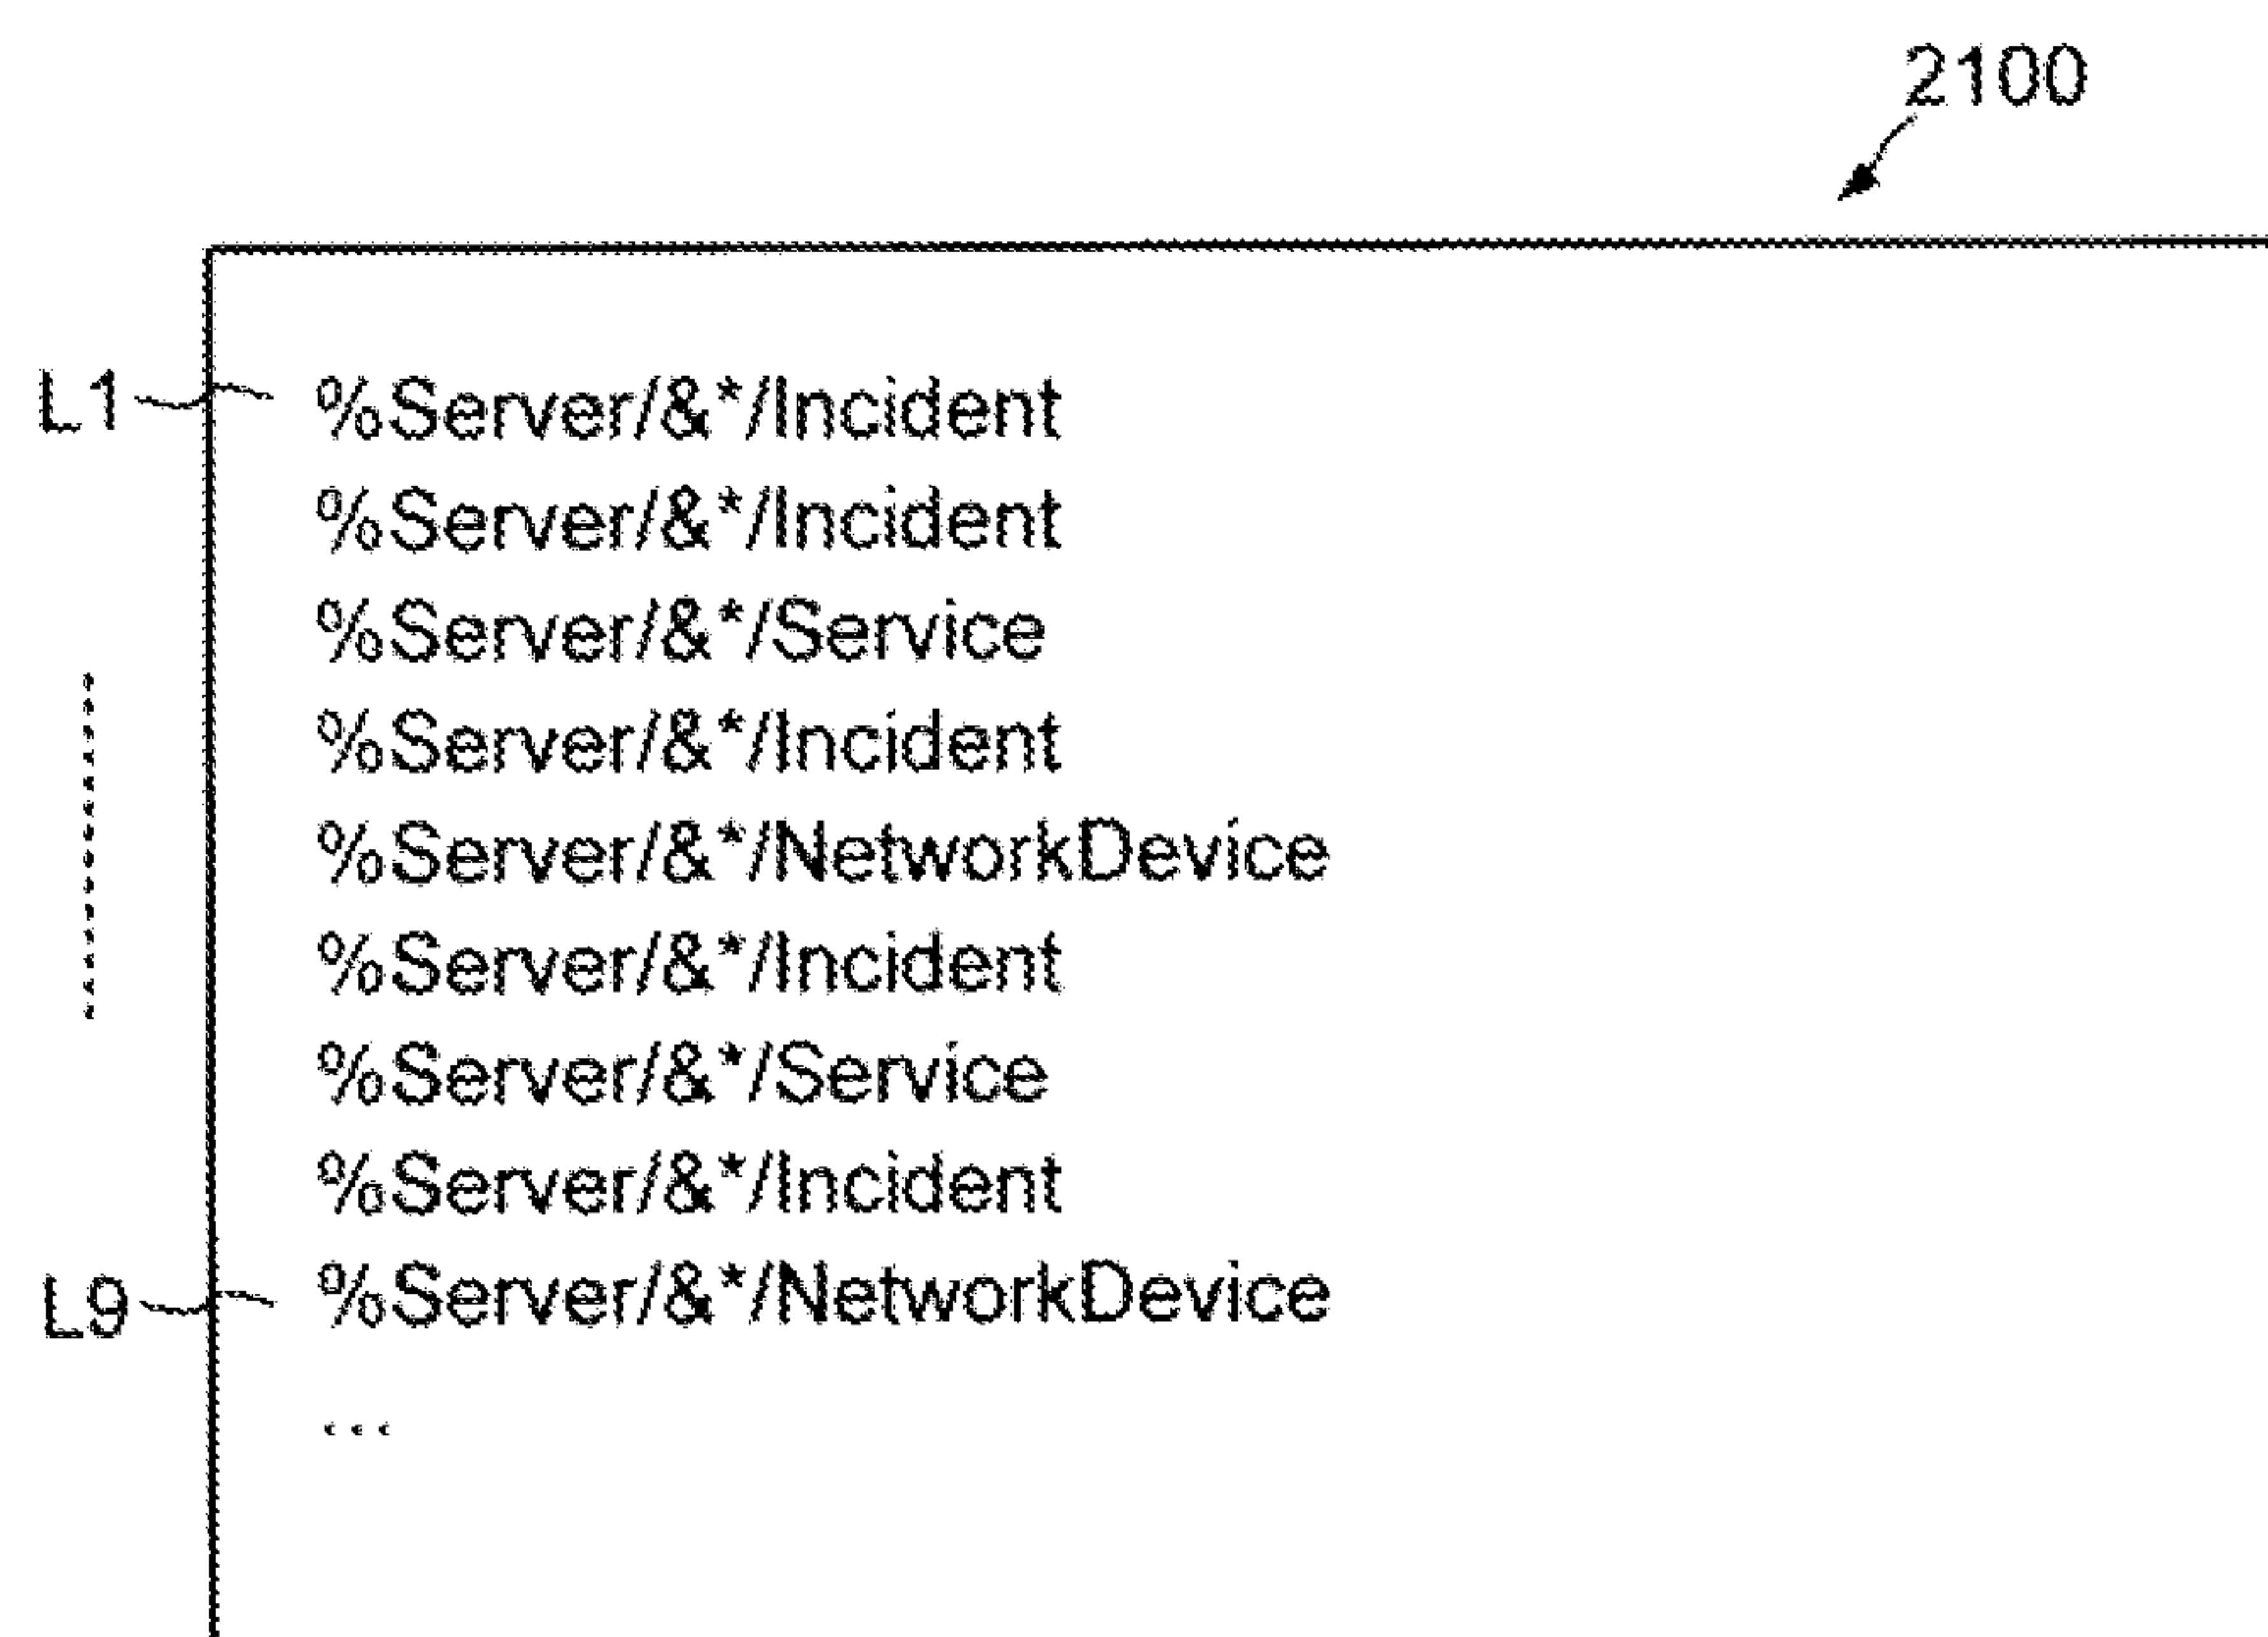 2100
L1 %Server/&*/Incident
%Server/&*/Incident
%Server/&*/Service
%Server/&*/Incident
%Server/&*/NetworkDevice
%Server/&*/Incident
%Server/&*/Service
%Server/&*/Incident
L9 %Server/&*/NetworkDevice
...